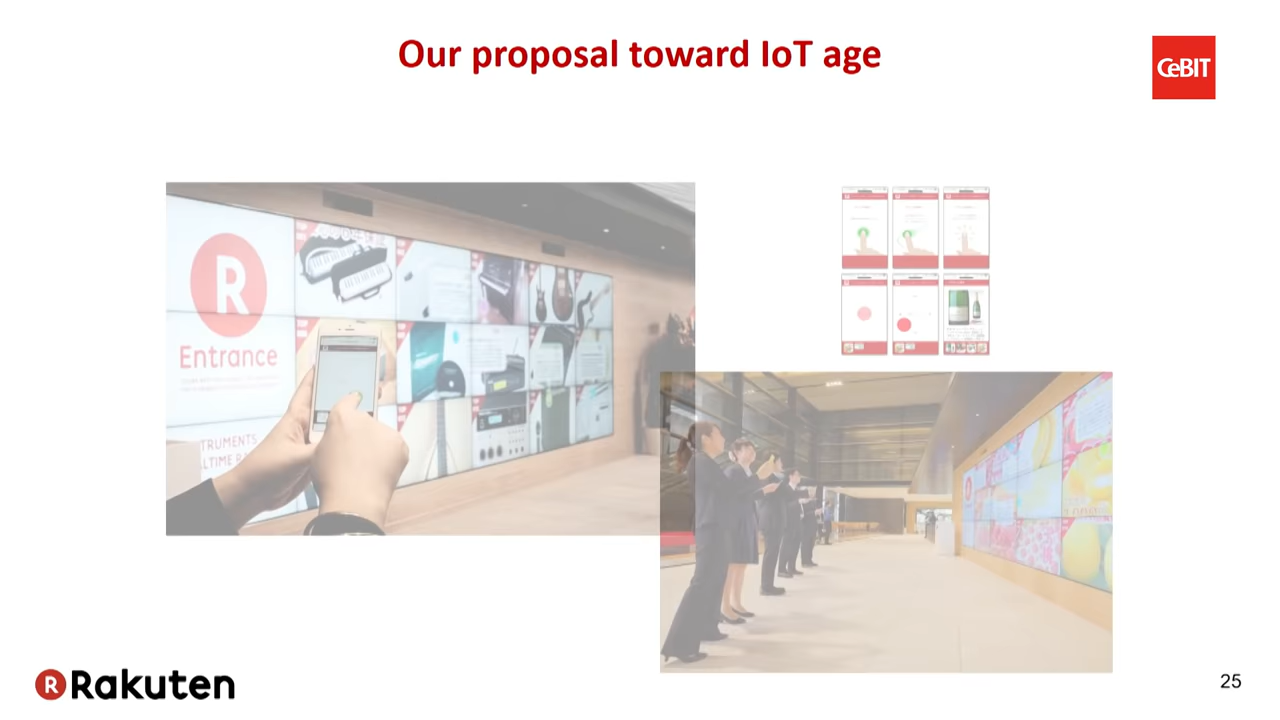 Our proposal toward IoT age
CeBIT
R
Entrance
TRUMENTS
LTIME R
R
Rakuten
25